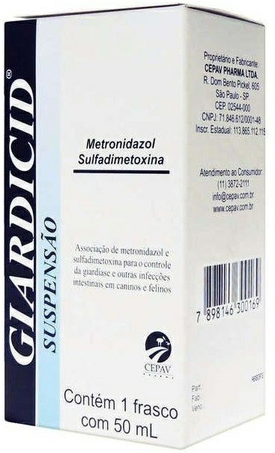 GIARDICID®
SUSPENSÃO
Metronidazol
Sulfadimetoxina
Associação de metronidazol e
sulfadimetoxina para o controle
da giardíase e outras infecções
intestinais em caninos e felinos
CEPAV
PHARMA
Contém 1 frasco
com 50 mL
Proprietário e Fabricante:
CEPAV PHARMA LTDA.
R. Dom Bento Pickel, 605
São Paulo - SP
CEP: 02544-000
CNPJ: 71.846.612/0001-48
Inscr. Estadual: 113.865.112.115
Atendimento ao Consumidor:
(11) 3872-2111
info@cepav.com.br
www.cepav.com.br
7 898146 300169
Part.
Fab.
Venc.